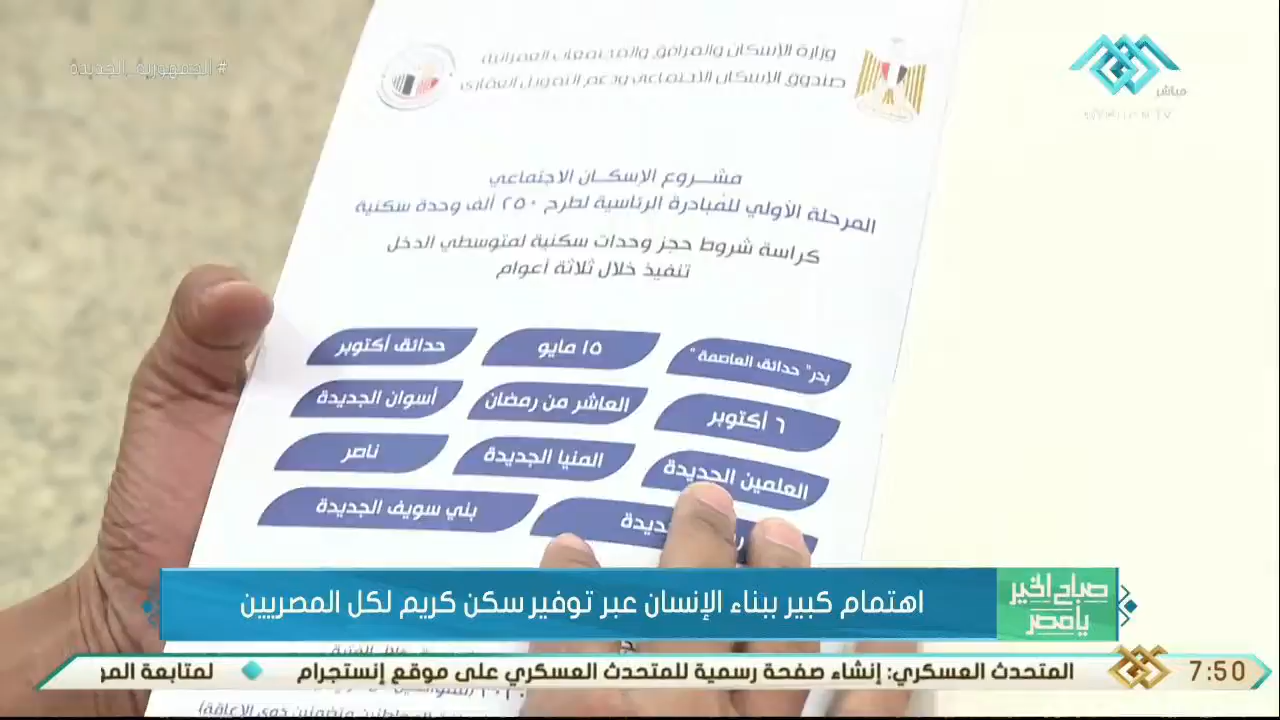 #الجمهورية_الجديدة
مباشر
وزارة الإسكان والمرافق والمجتمعات العمرانية
صندوق الإسكان الاجتماعي ودعم التمويل العقاري
مشروع الإسكان الاجتماعي
المرحلة الأولي للمُبادرة الرئاسية لطرح ٢٥٠ ألف وحدة سكنية
كراسة شروط حجز وحدات سكنية لمتوسطي الدخل
تنفيذ خلال ثلاثة أعوام
بدر" حدائق العاصمة " ١٥ مايو حدائق أكتوبر
٦ أكتوبر العاشر من رمضان أسوان الجديدة
العلمين الجديدة المنيا الجديدة ناصر
بني سويف الجديدة
صباح الخير يا مصر
اهتمام كبير ببناء الإنسان عبر توفير سكن كريم لكل المصريين
7:50 المتحدث العسكري: إنشاء صفحة رسمية للمتحدث العسكري على موقع إنستجرام لمتابعة